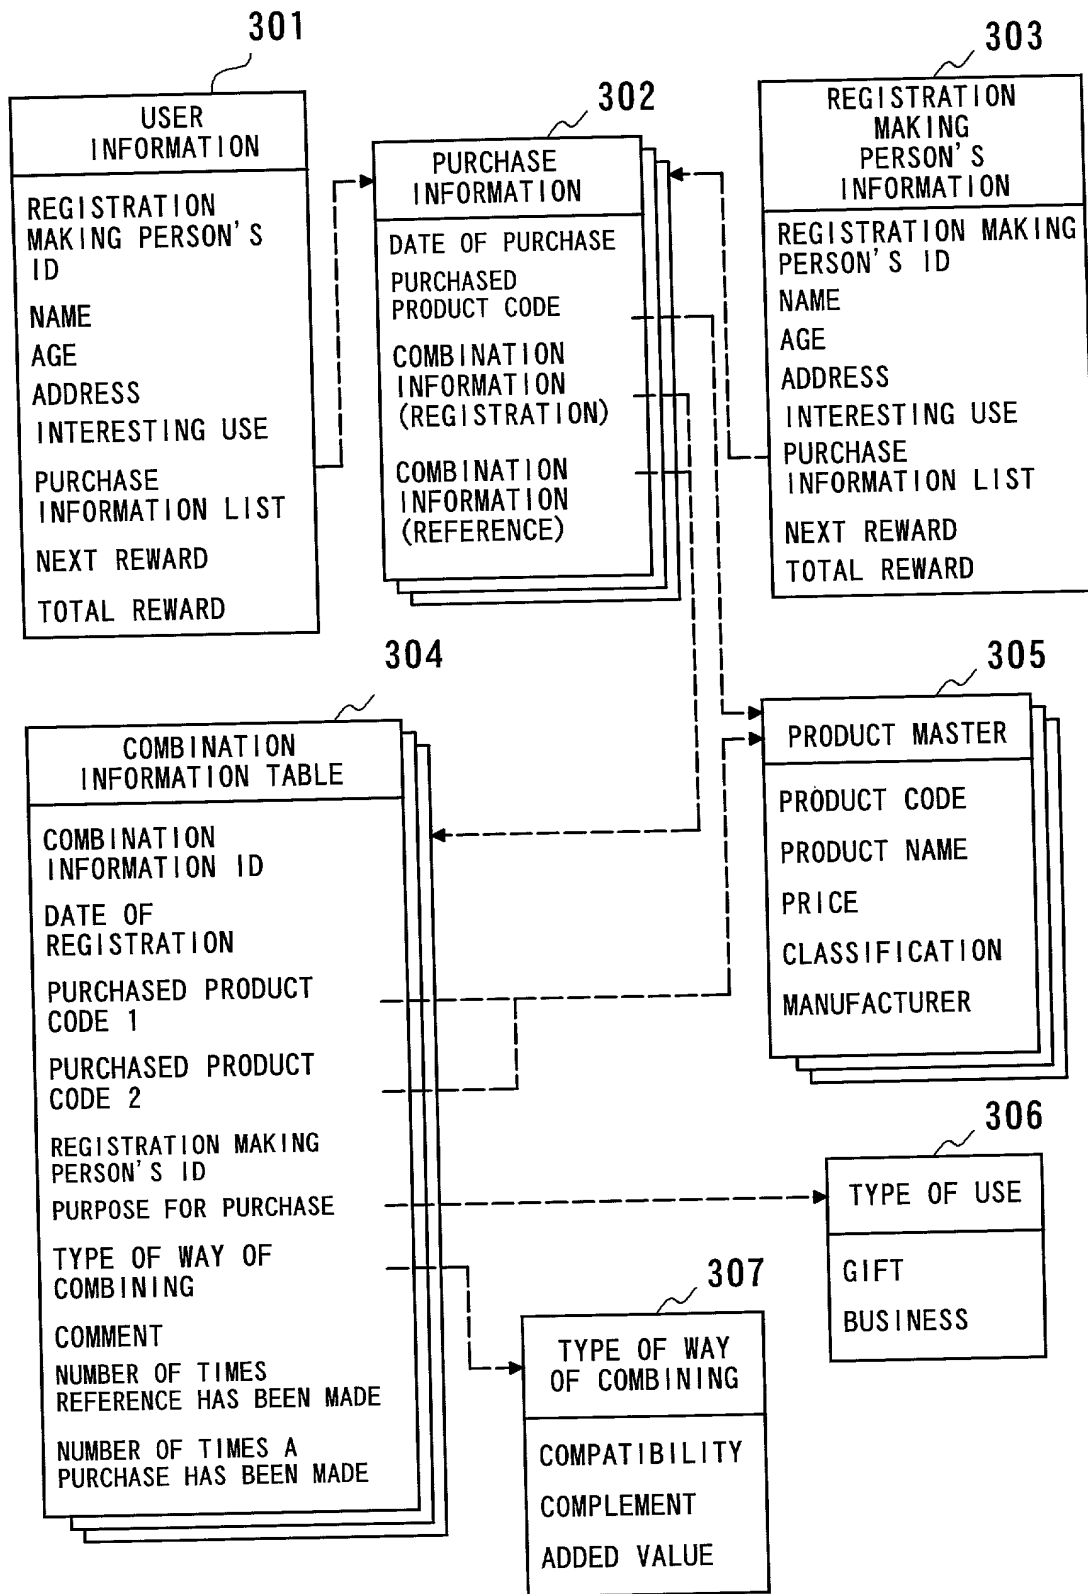 301
USER
INFORMATION
REGISTRATION
MAKING PERSON'S
ID
NAME
AGE
ADDRESS
INTERESTING USE
PURCHASE
INFORMATION LIST
NEXT REWARD
TOTAL REWARD
302
PURCHASE
INFORMATION
DATE OF PURCHASE
PURCHASED
PRODUCT CODE
COMBINATION
INFORMATION
(REGISTRATION)
COMBINATION
INFORMATION
(REFERENCE)
303
REGISTRATION
MAKING
PERSON'S
INFORMATION
REGISTRATION MAKING
PERSON'S ID
NAME
AGE
ADDRESS
INTERESTING USE
PURCHASE
INFORMATION LIST
NEXT REWARD
TOTAL REWARD
304
COMBINATION
INFORMATION TABLE
COMBINATION
INFORMATION ID
DATE OF
REGISTRATION
PURCHASED PRODUCT
CODE 1
PURCHASED PRODUCT
CODE 2
REGISTRATION MAKING
PERSON'S ID
PURPOSE FOR PURCHASE
TYPE OF WAY OF
COMBINING
COMMENT
NUMBER OF TIMES
REFERENCE HAS BEEN MADE
NUMBER OF TIMES A
PURCHASE HAS BEEN MADE
305
PRODUCT MASTER
PRODUCT CODE
PRODUCT NAME
PRICE
CLASSIFICATION
MANUFACTURER
306
TYPE OF USE
GIFT
BUSINESS
307
TYPE OF WAY
OF COMBINING
COMPATIBILITY
COMPLEMENT
ADDED VALUE